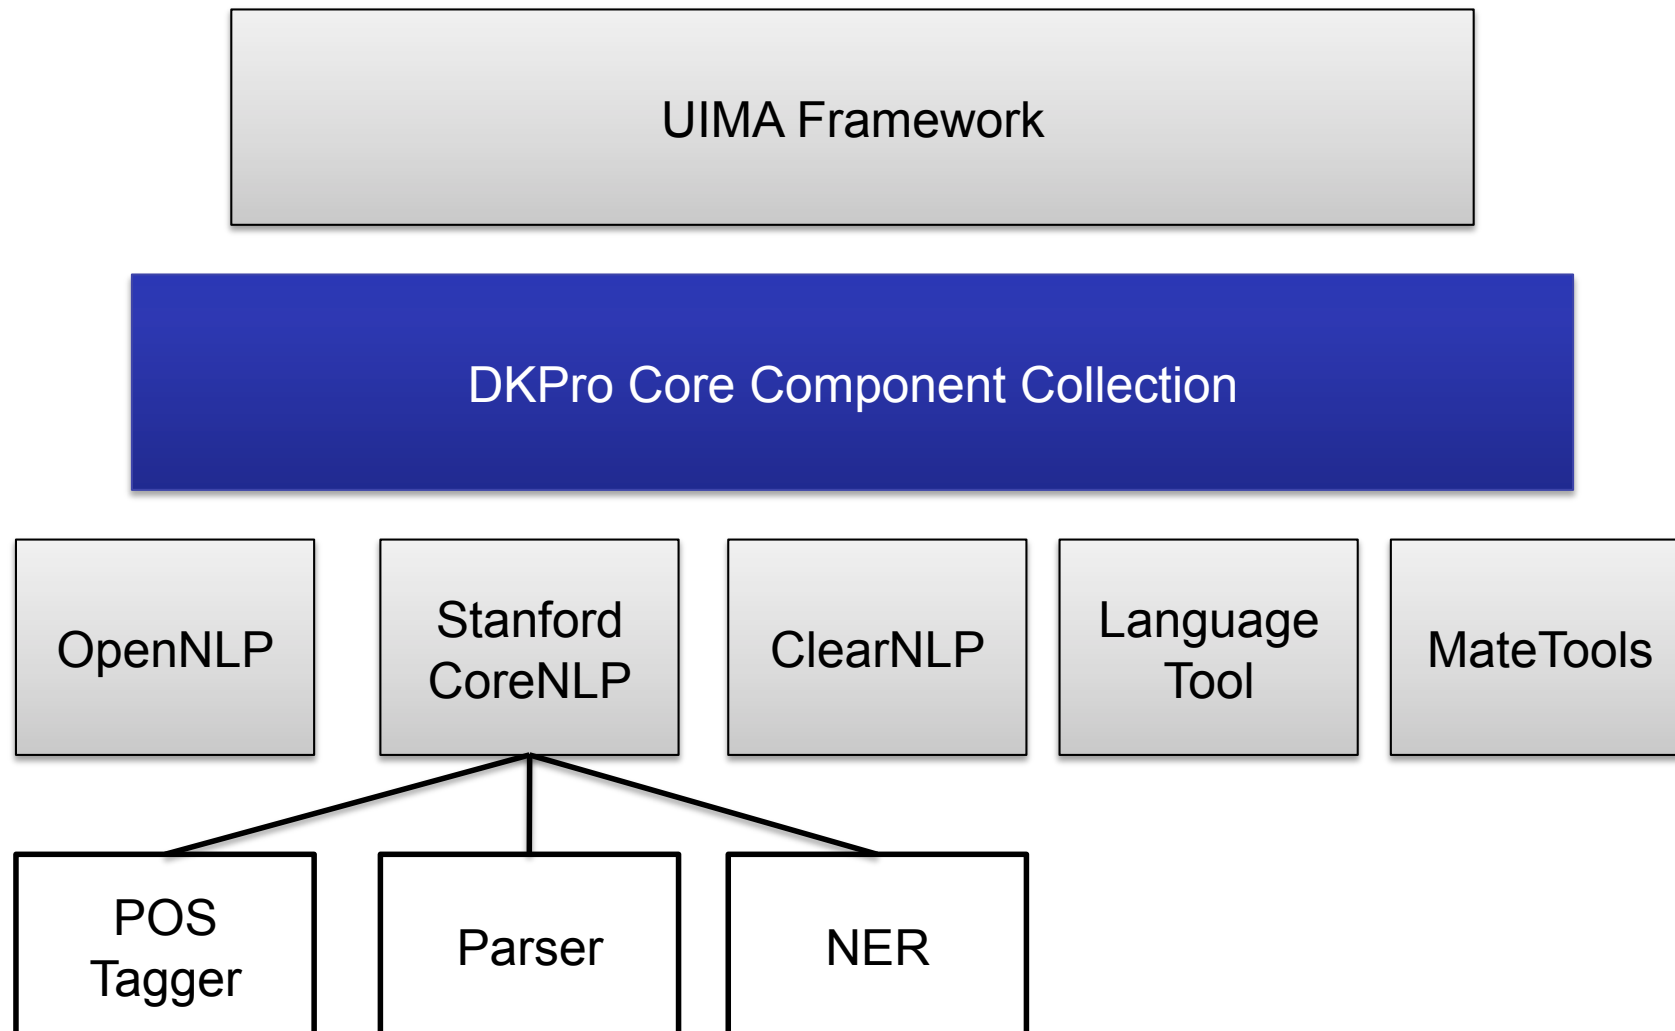 UIMA Framework
DKPro Core Component Collection
OpenNLP
Stanford
CoreNLP
ClearNLP
Language
Tool
MateTools
POS
Tagger
Parser
NER